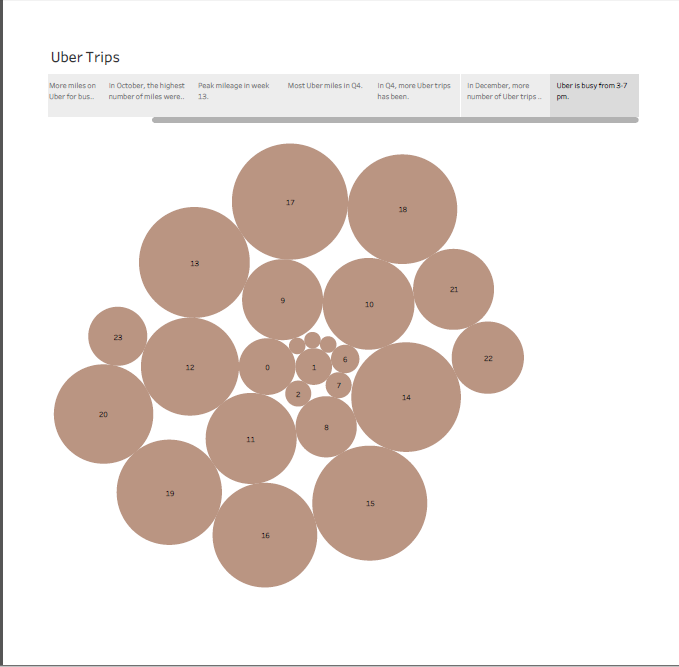 Uber Trips
More miles on
Uber for bus..
In October, the highest
number of miles were..
Peak mileage in week
13.
Most Uber miles in Q4.
In Q4, more Uber trips
has been.
In December, more
number of Uber trips ..
Uber is busy from 3-7
pm.
17
18
13
9
10
21
23
22
12
0
1
6
7
2
14
20
8
11
19
15
16